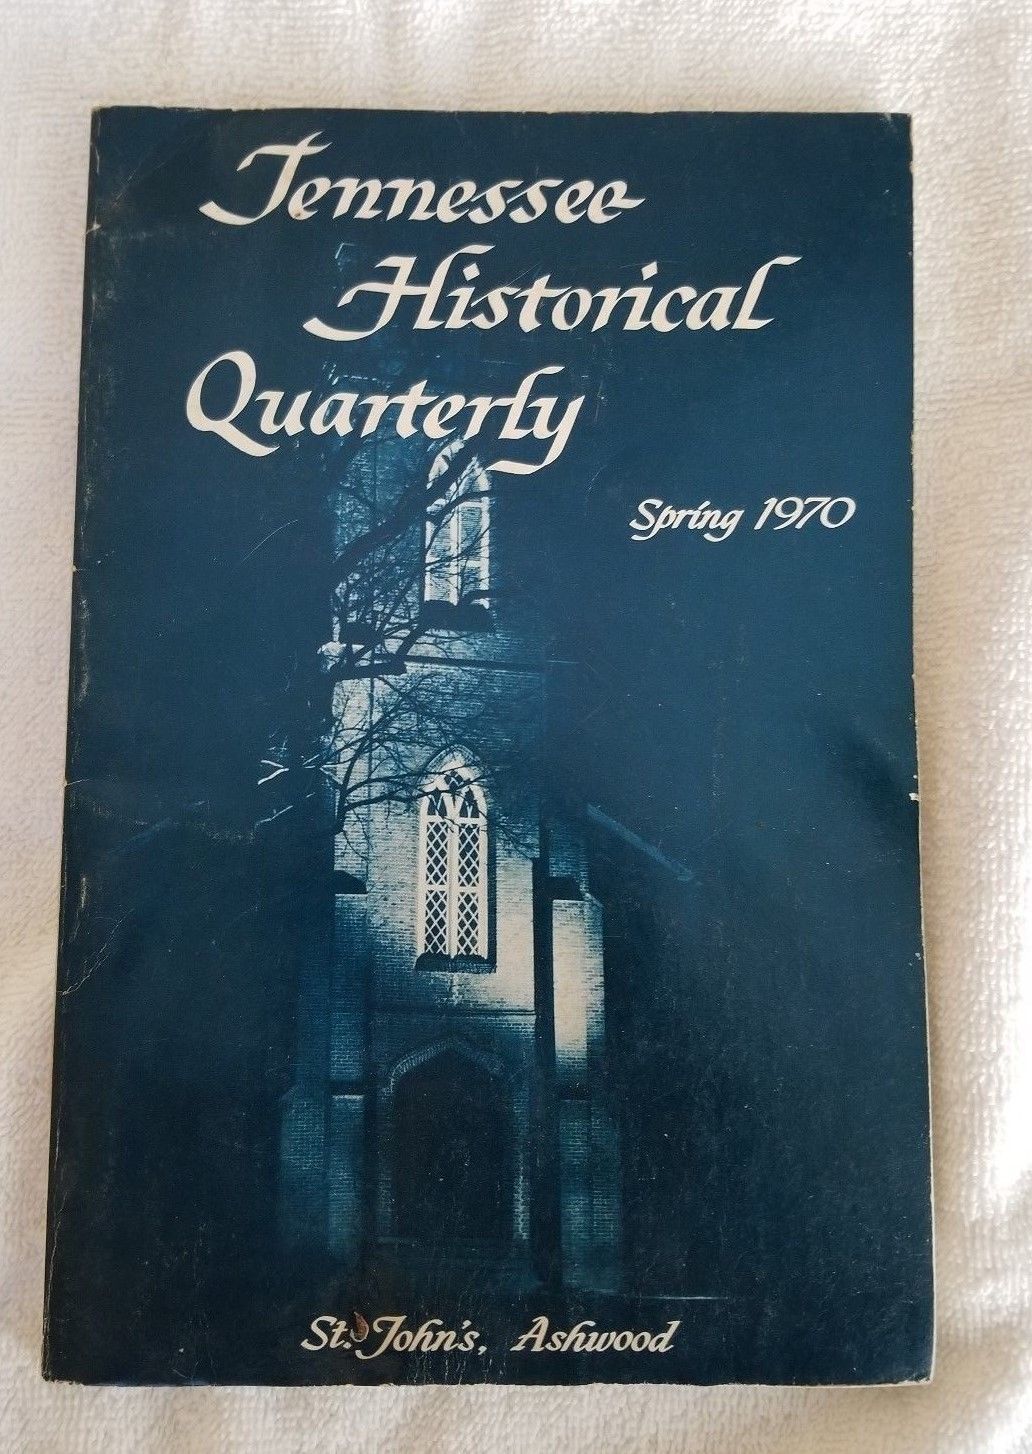 Tennessee
Historical
Quarterly
Spring 1970
St. John's, Ashwood